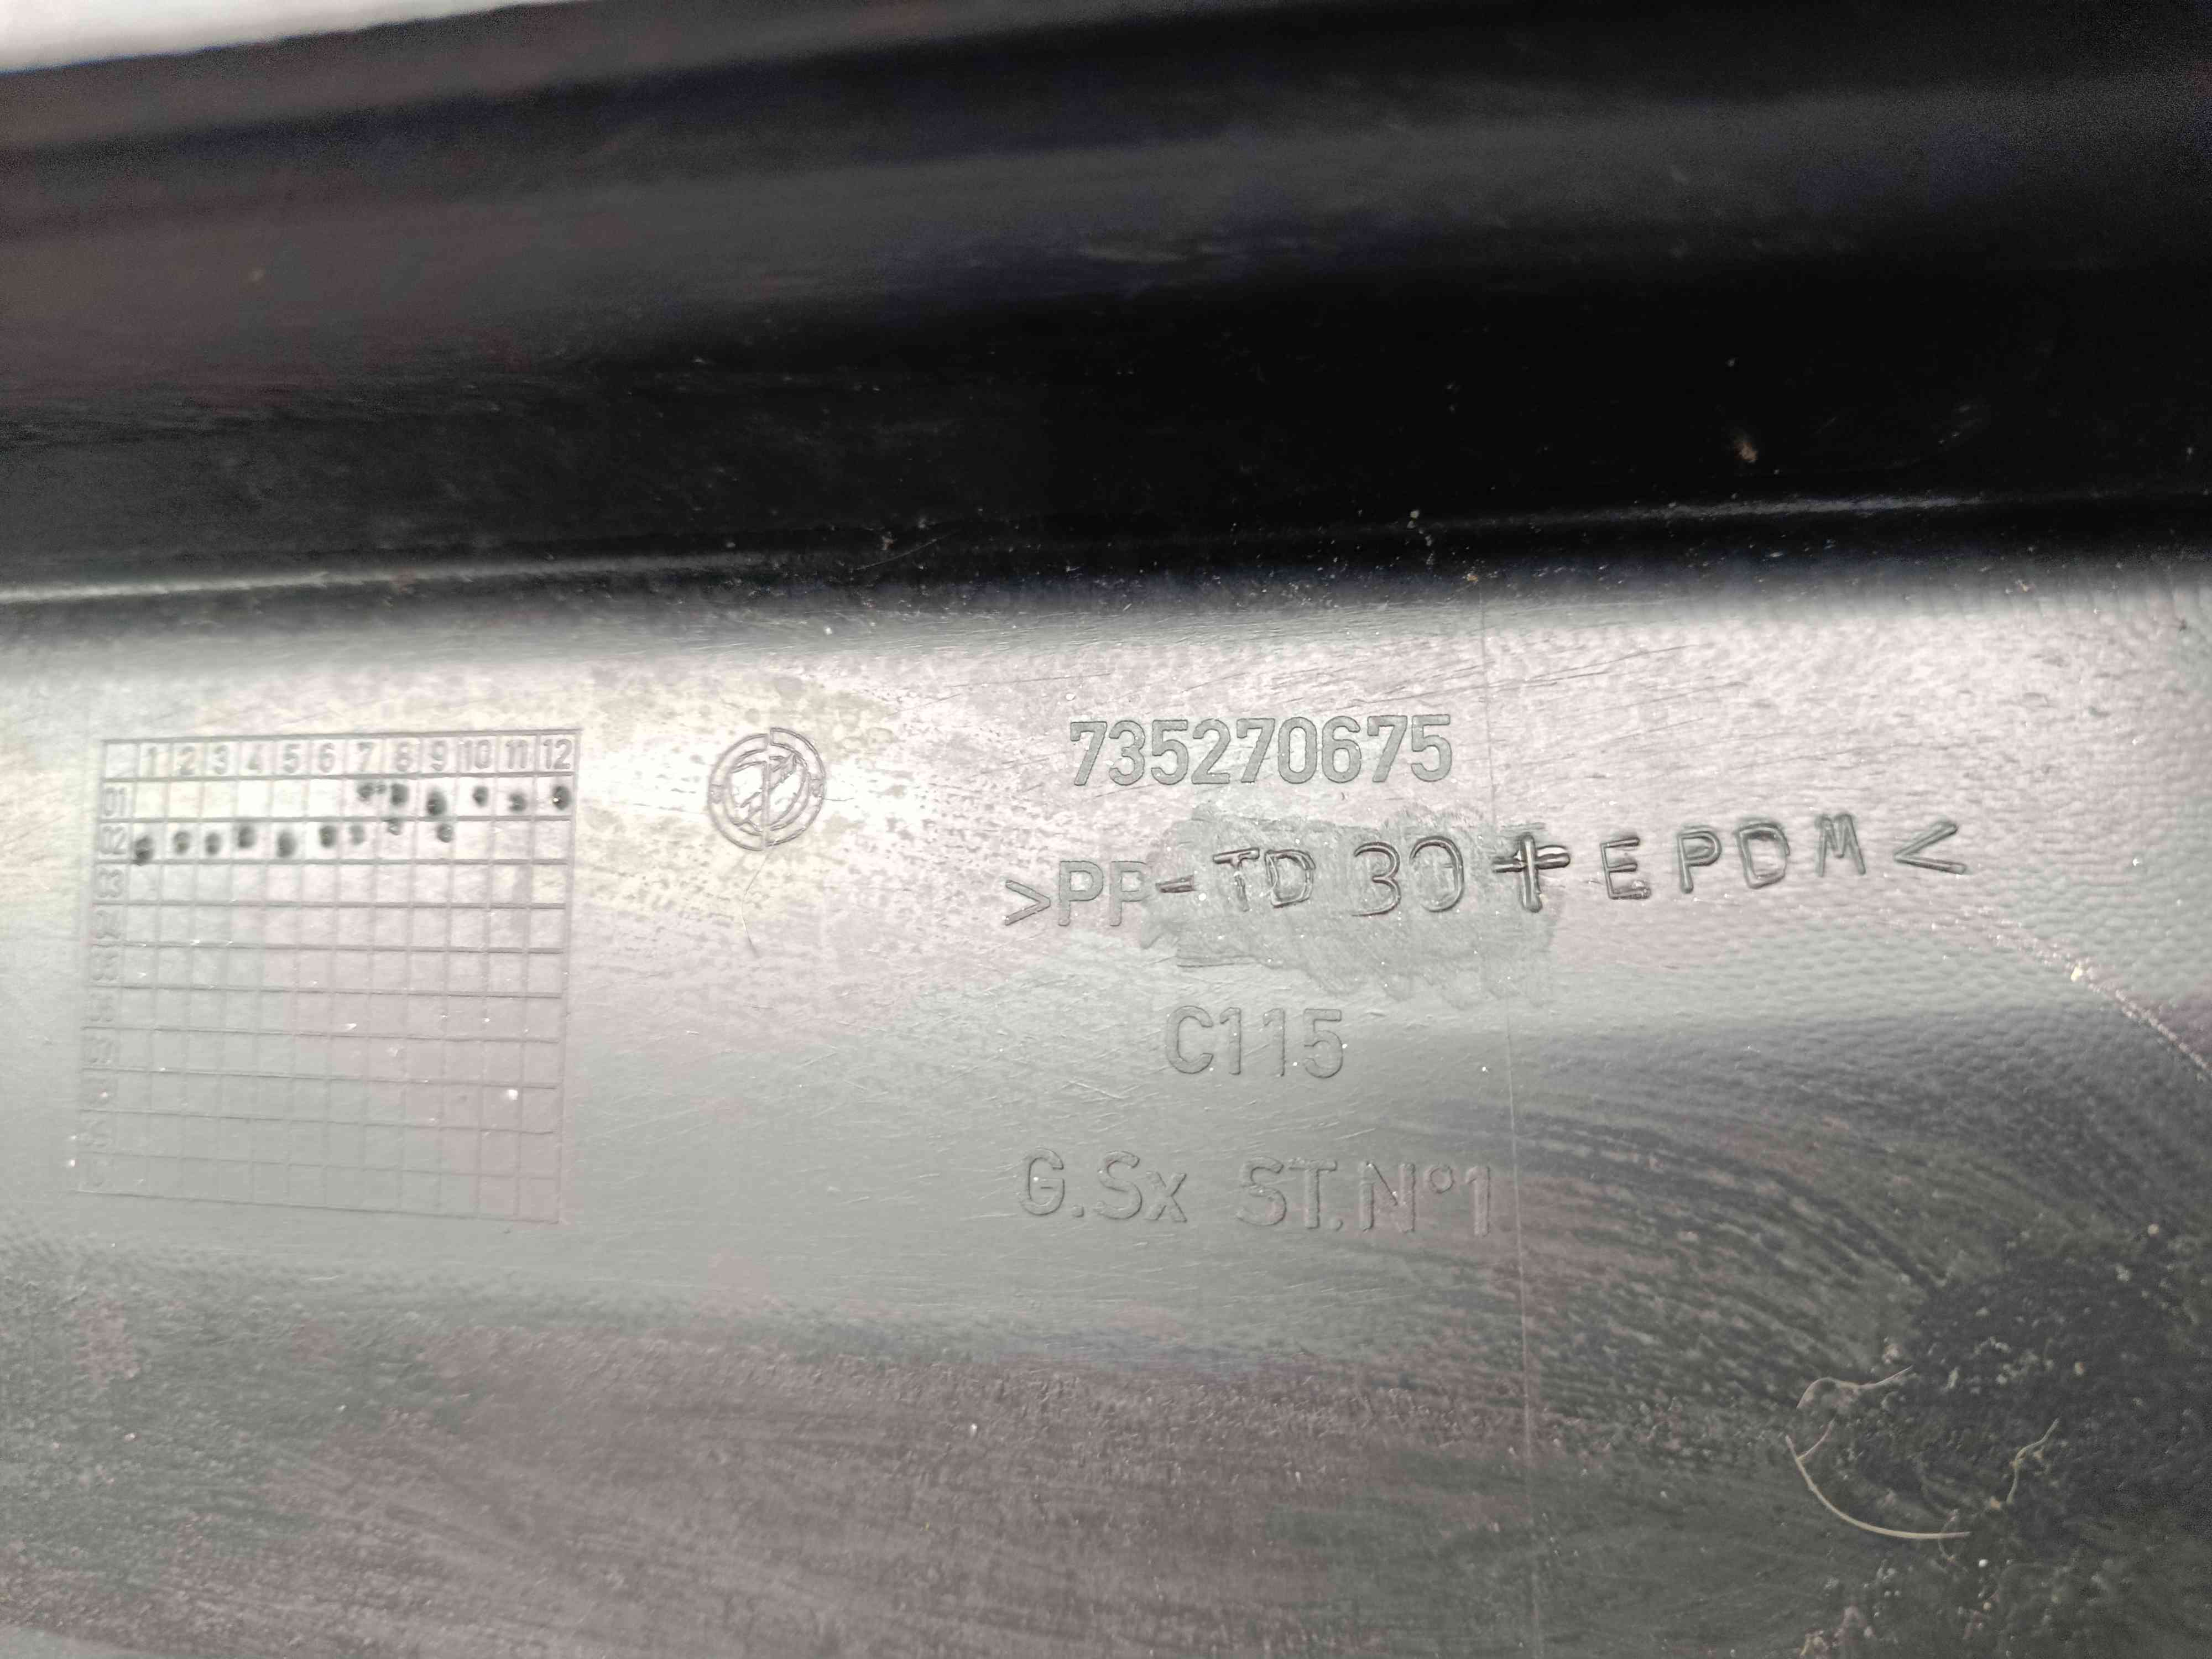 1 2 3 4 5 6 7 8 9 10 11 12
01
02
03
735270675
>PP-TD 30+EPDM<
C115
G.Sx ST.N°1